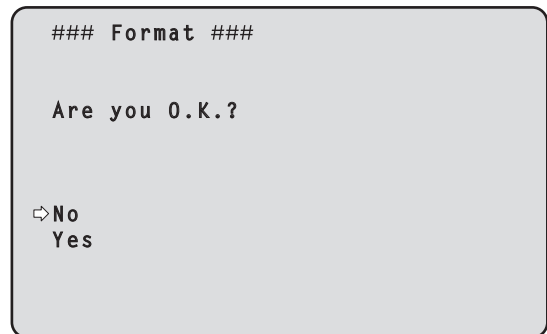 ### Format ###
Are you O.K.?
⇨No
Yes